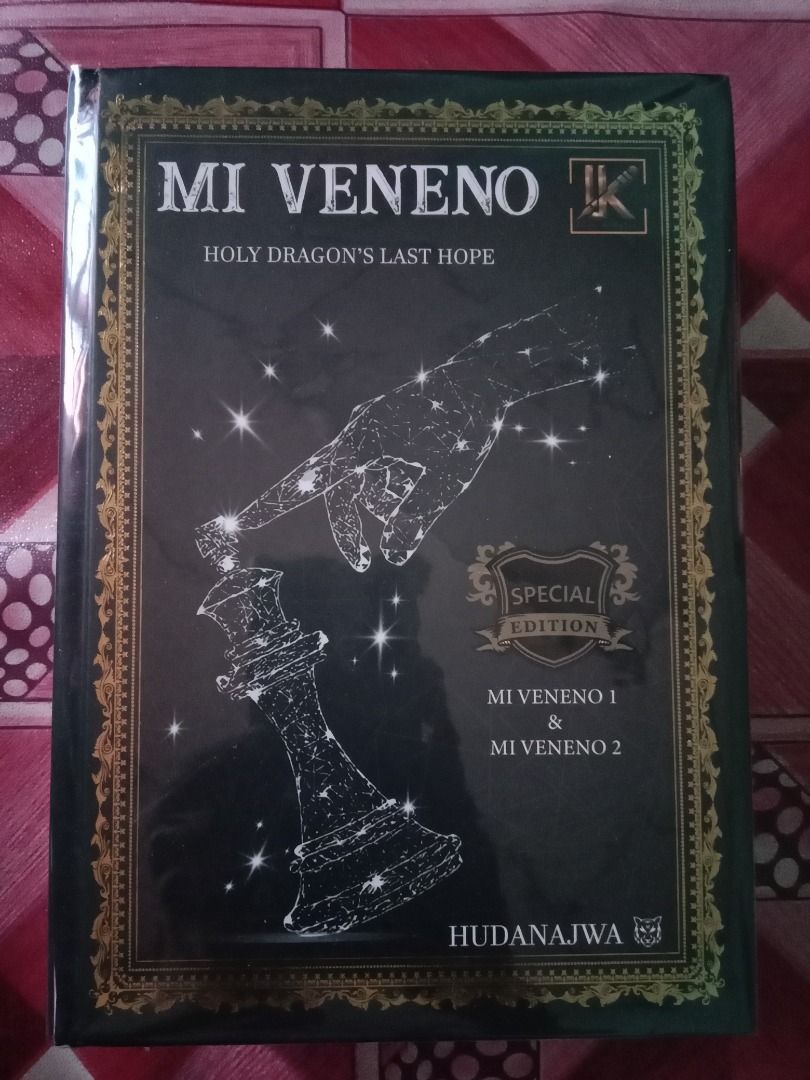 MI VENENO
HOLY DRAGON'S LAST HOPE
SPECIAL
EDITION
MI VENENO 1
&
MI VENENO 2
HUDANAJWA